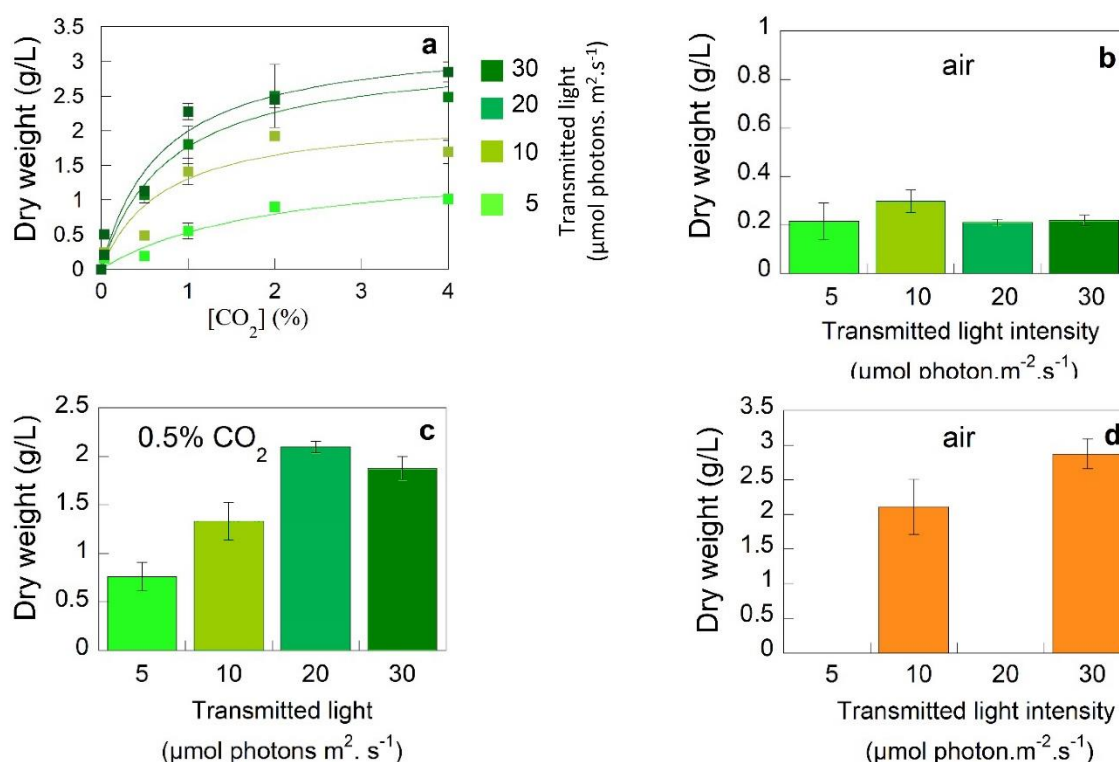 a
Dry weight (g/L)
3.5
3
2.5
2
1.5
1
0.5
0
0 1 2 3 4
[CO2] (%)
30
20
10
5
Transmitted light
(μmol photons. m².s⁻¹)
b
air
Dry weight (g/L)
1
0.8
0.6
0.4
0.2
0
5 10 20 30
Transmitted light intensity
(umol photon.m⁻².s⁻¹)
c
0.5% CO2
Dry weight (g/L)
2.5
2
1.5
1
0.5
0
5 10 20 30
Transmitted light
(μmol photons m². s⁻¹)
d
air
Dry weight (g/L)
3.5
3
2.5
2
1.5
1
0.5
0
5 10 20 30
Transmitted light intensity
(μmol photon.m⁻².s⁻¹)